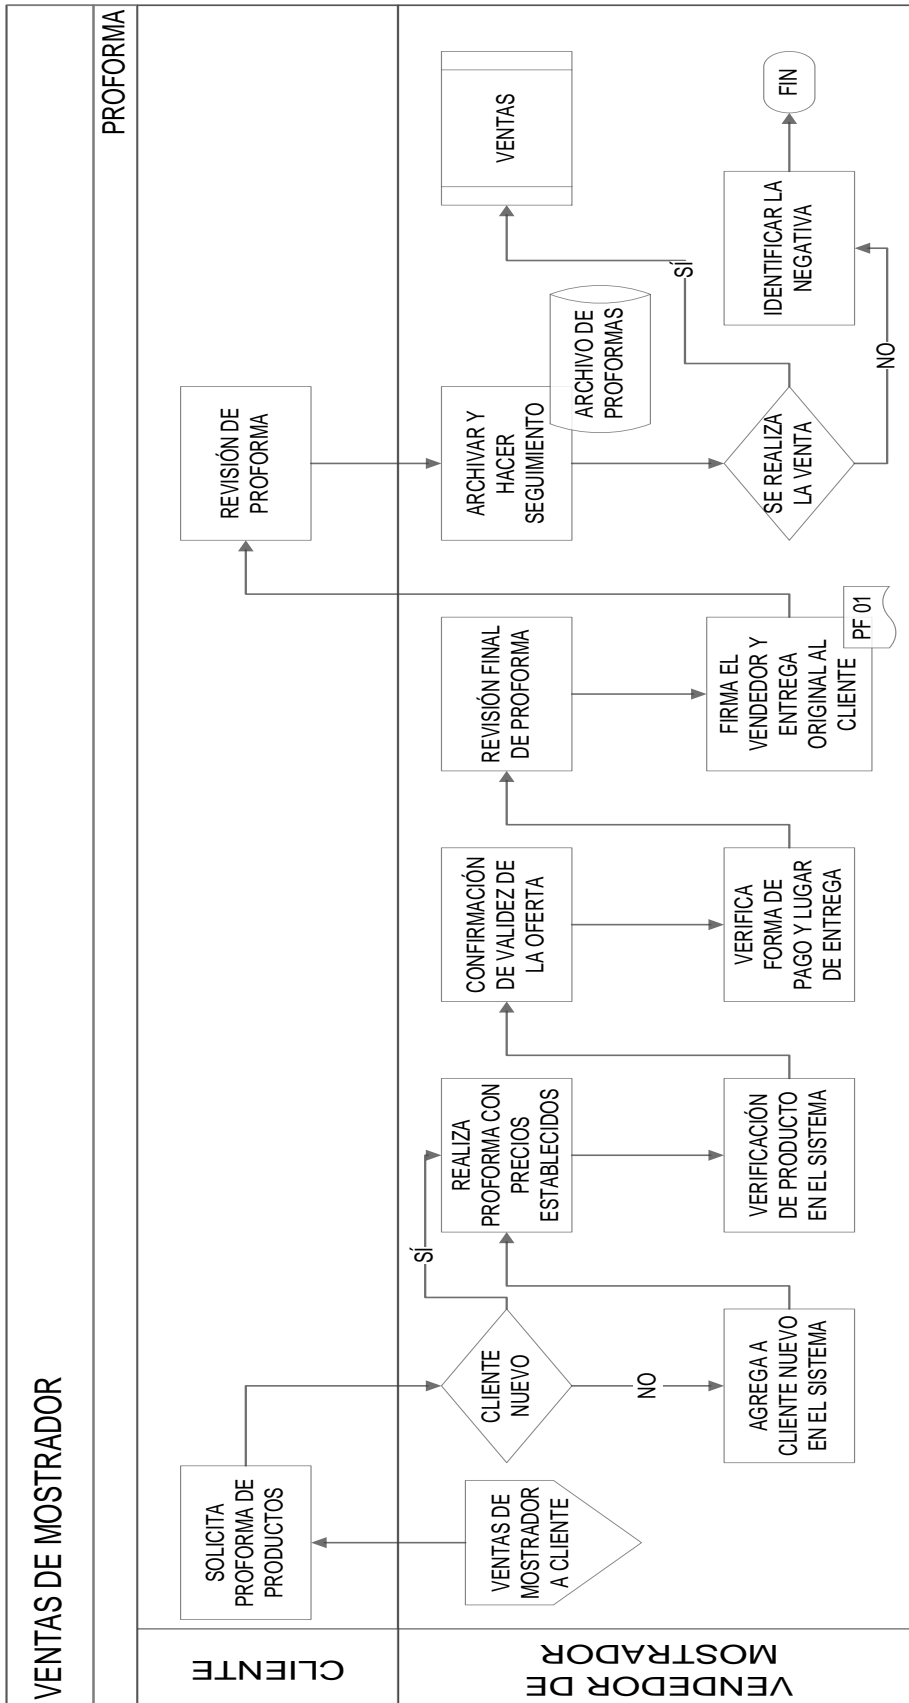 VENTAS DE MOSTRADOR
PROFORMA
CLIENTE
SOLICITA
PROFORMA DE
PRODUCTOS
REVISIÓN DE
PROFORMA
VENDEDOR DE
MOSTRADOR
VENTAS DE
MOSTRADOR
A CLIENTE
CLIENTE
NUEVO
SÍ
NO
AGREGA A
CLIENTE NUEVO
EN EL SISTEMA
REALIZA
PROFORMA CON
PRECIOS
ESTABLECIDOS
VERIFICACIÓN
DE PRODUCTO
EN EL SISTEMA
CONFIRMACIÓN
DE VALIDEZ DE
LA OFERTA
VERIFICA
FORMA DE
PAGO Y LUGAR
DE ENTREGA
REVISIÓN FINAL
DE PROFORMA
FIRMA EL
VENDEDOR Y
ENTREGA
ORIGINAL AL
CLIENTE
PF 01
ARCHIVAR Y
HACER
SEGUIMIENTO
ARCHIVO DE
PROFORMAS
SE REALIZA
LA VENTA
SÍ
NO
VENTAS
IDENTIFICAR LA
NEGATIVA
FIN